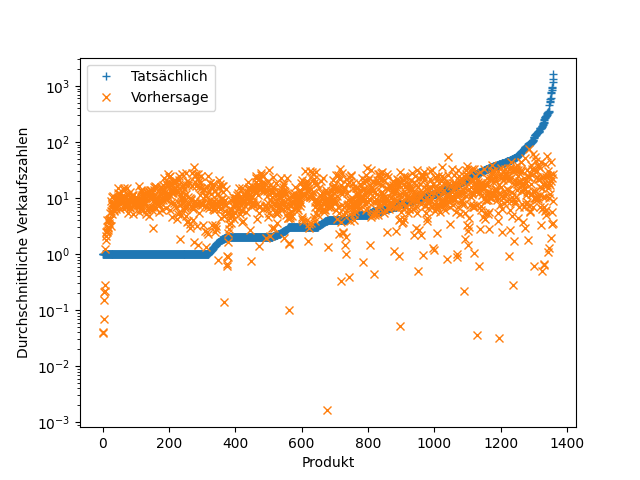 Tatsächlich
Vorhersage
Durchschnittliche Verkaufszahlen
10³
10²
10¹
10⁰
10⁻¹
10⁻²
10⁻³
0 200 400 600 800 1000 1200 1400
Produkt